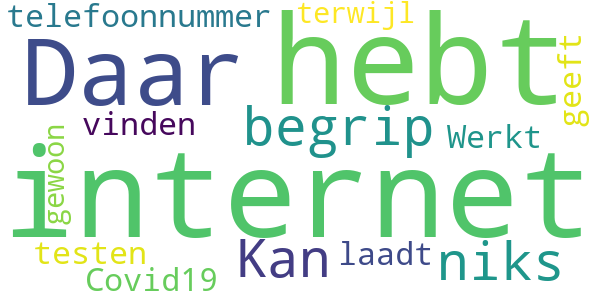 telefoonnummer terwijl
Daar hebt geeft
vinden begrip Werkt
gewoon internet
testen Kan laadt niks
Covid19